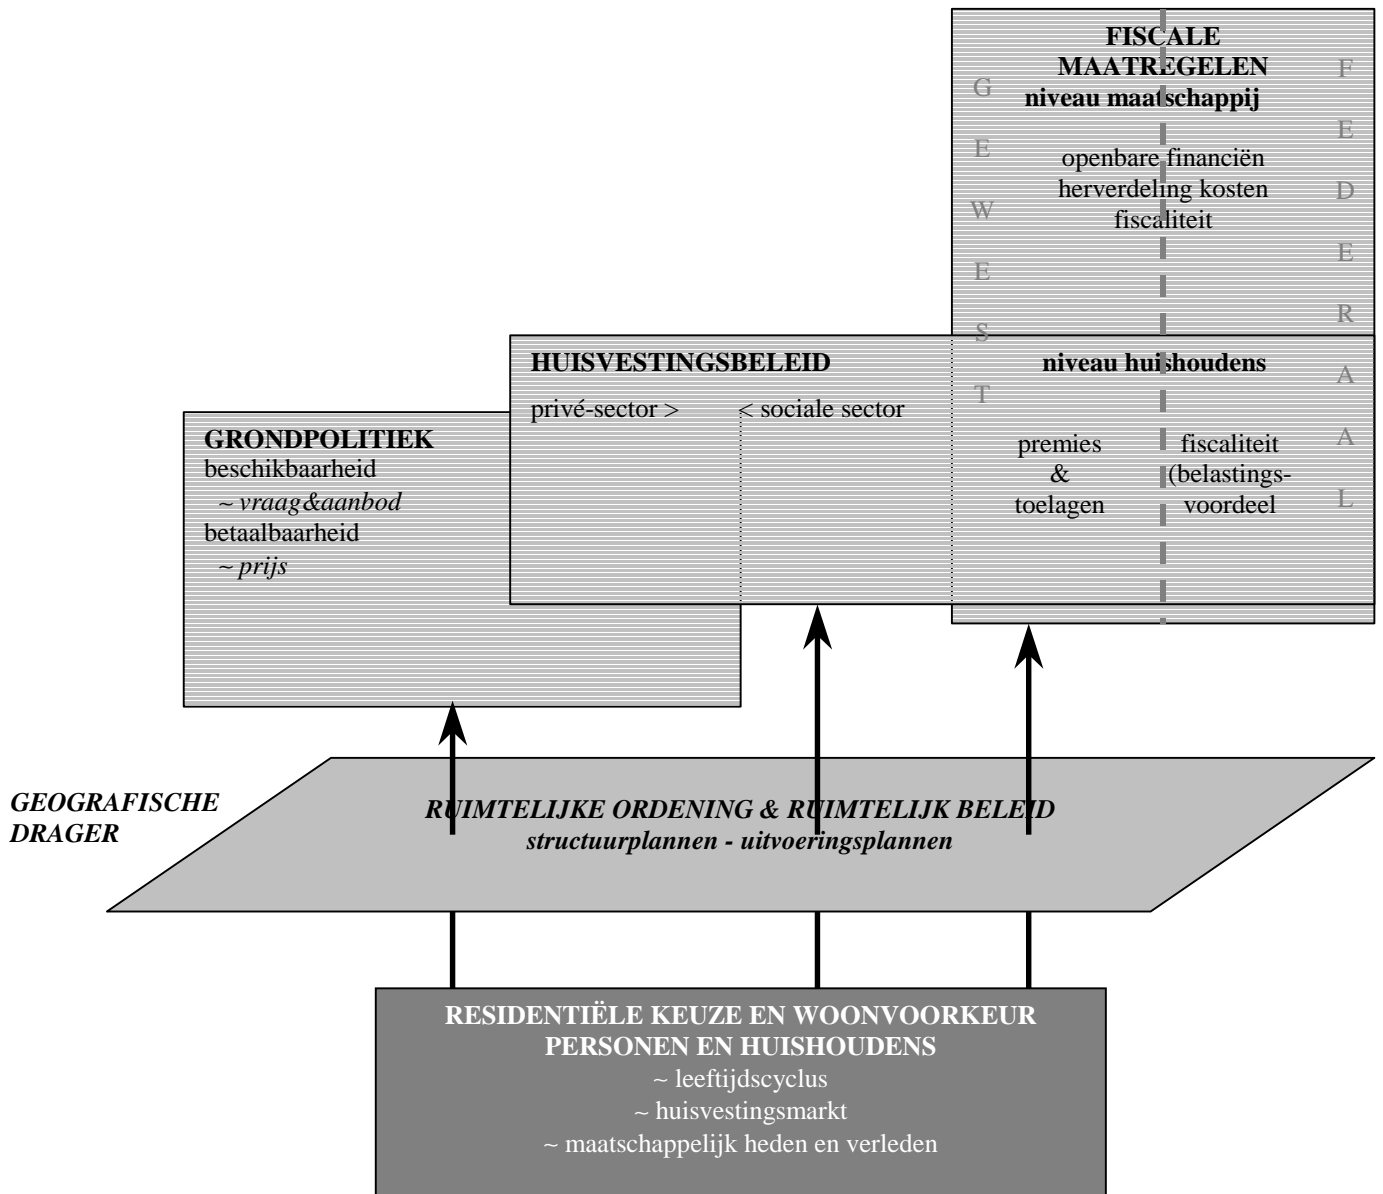 FISCALE
MAATREGELEN
niveau maatschappij
openbare financiën
herverdeling kosten
fiscaliteit
G
E
W
E
S
T
F
E
D
E
R
A
A
L
HUISVESTINGSBELEID
privé-sector > < sociale sector
niveau huishoudens
premies
&
toelagen
fiscaliteit
(belastings-
voordeel
GRONDPOLITIEK
beschikbaarheid
~ vraag&aanbod
betaalbaarheid
~ prijs
GEOGRAFISCHE
DRAGER
RUIMTELIJKE ORDENING & RUIMTELIJK BELEID
structuurplannen - uitvoeringsplannen
RESIDENTIËLE KEUZE EN WOONVOORKEUR
PERSONEN EN HUISHOUDENS
~ leeftijdscyclus
~ huisvestingsmarkt
~ maatschappelijk heden en verleden